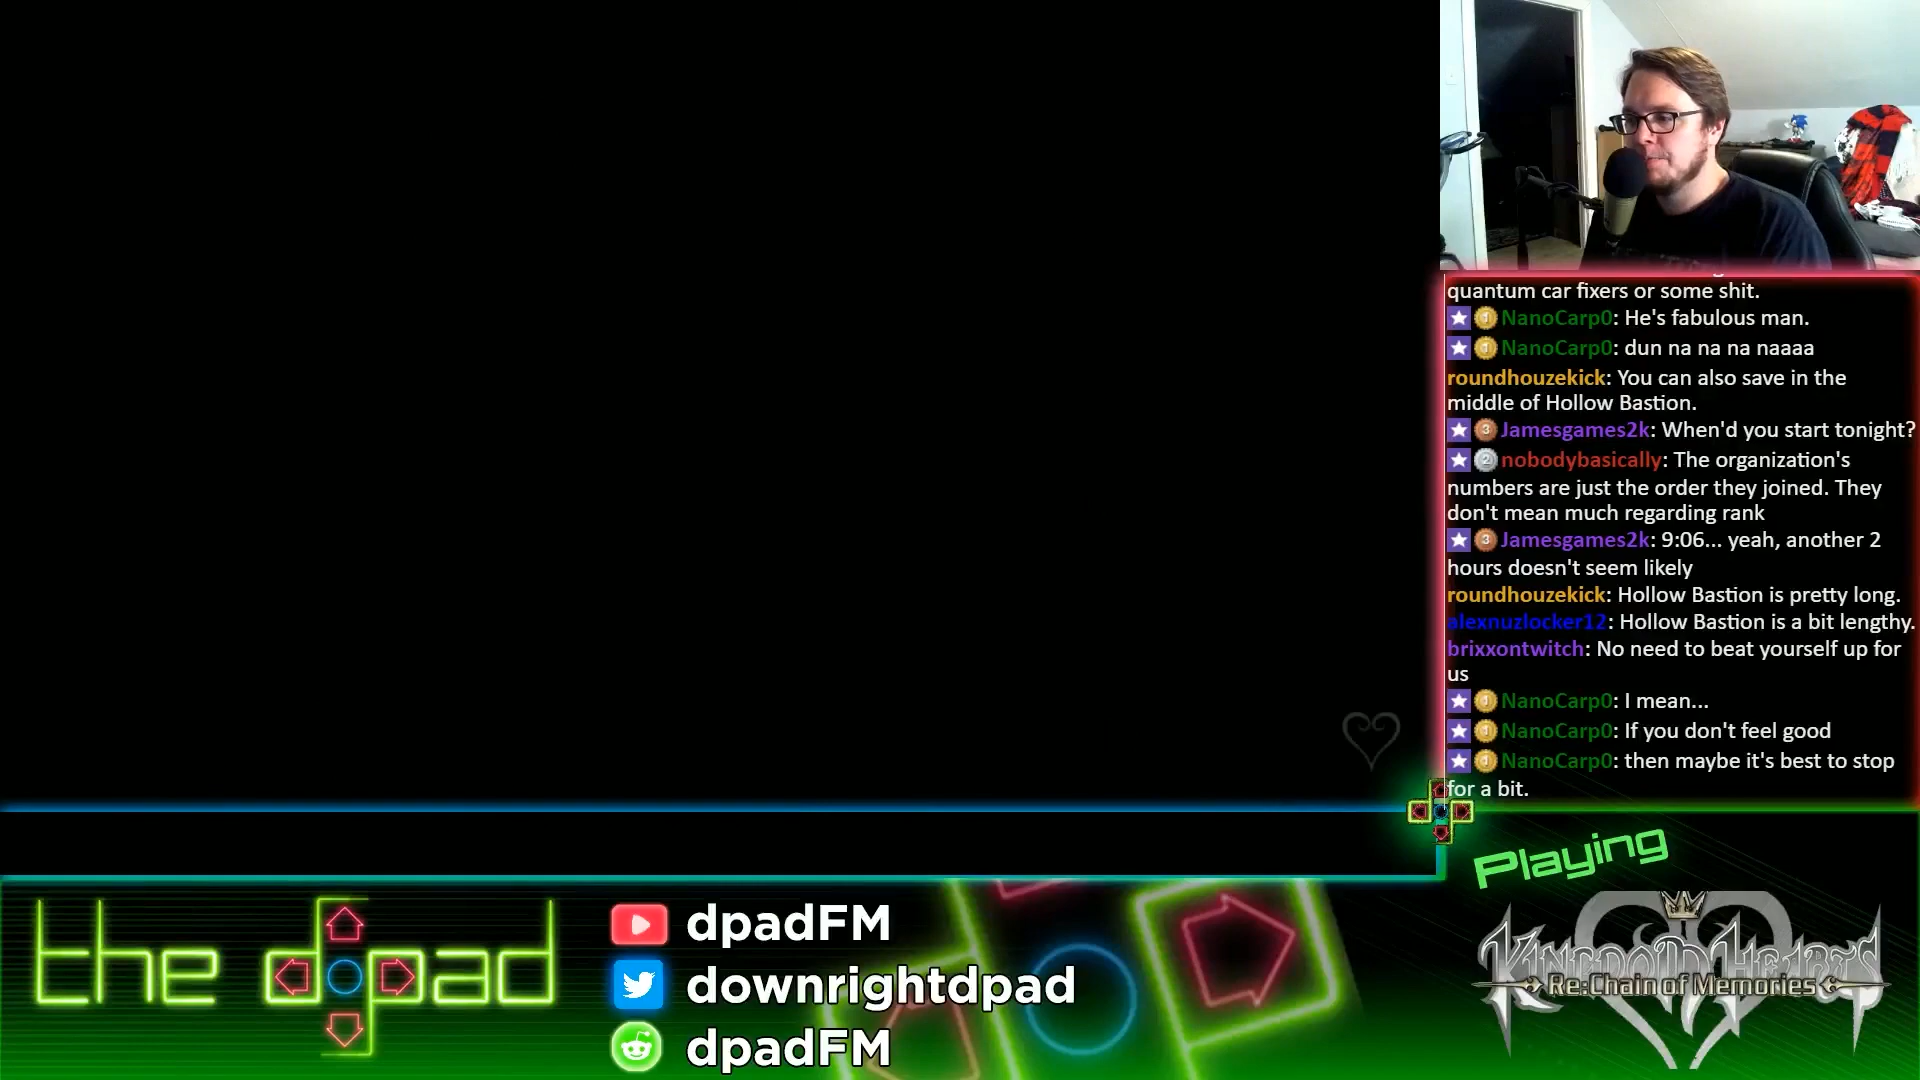 quantum car fixers or some shit.
NanoCarp0: He's fabulous man.
NanoCarp0: dun na na na naaaa
roundhouzekick: You can also save in the
middle of Hollow Bastion.
Jamesgames2k: When'd you start tonight?
nobodybasically: The organization's
numbers are just the order they joined. They
don't mean much regarding rank
Jamesgames2k: 9:06... yeah, another 2
hours doesn't seem likely
roundhouzekick: Hollow Bastion is pretty long.
alexnuzlocker12: Hollow Bastion is a bit lengthy.
brixxontwitch: No need to beat yourself up for
us
NanoCarp0: I mean...
NanoCarp0: If you don't feel good
NanoCarp0: then maybe it's best to stop
for a bit.
Playing
KINGDOM HEARTS
Re:Chain of Memories
the dpad
dpadFM
downrightdpad
dpadFM